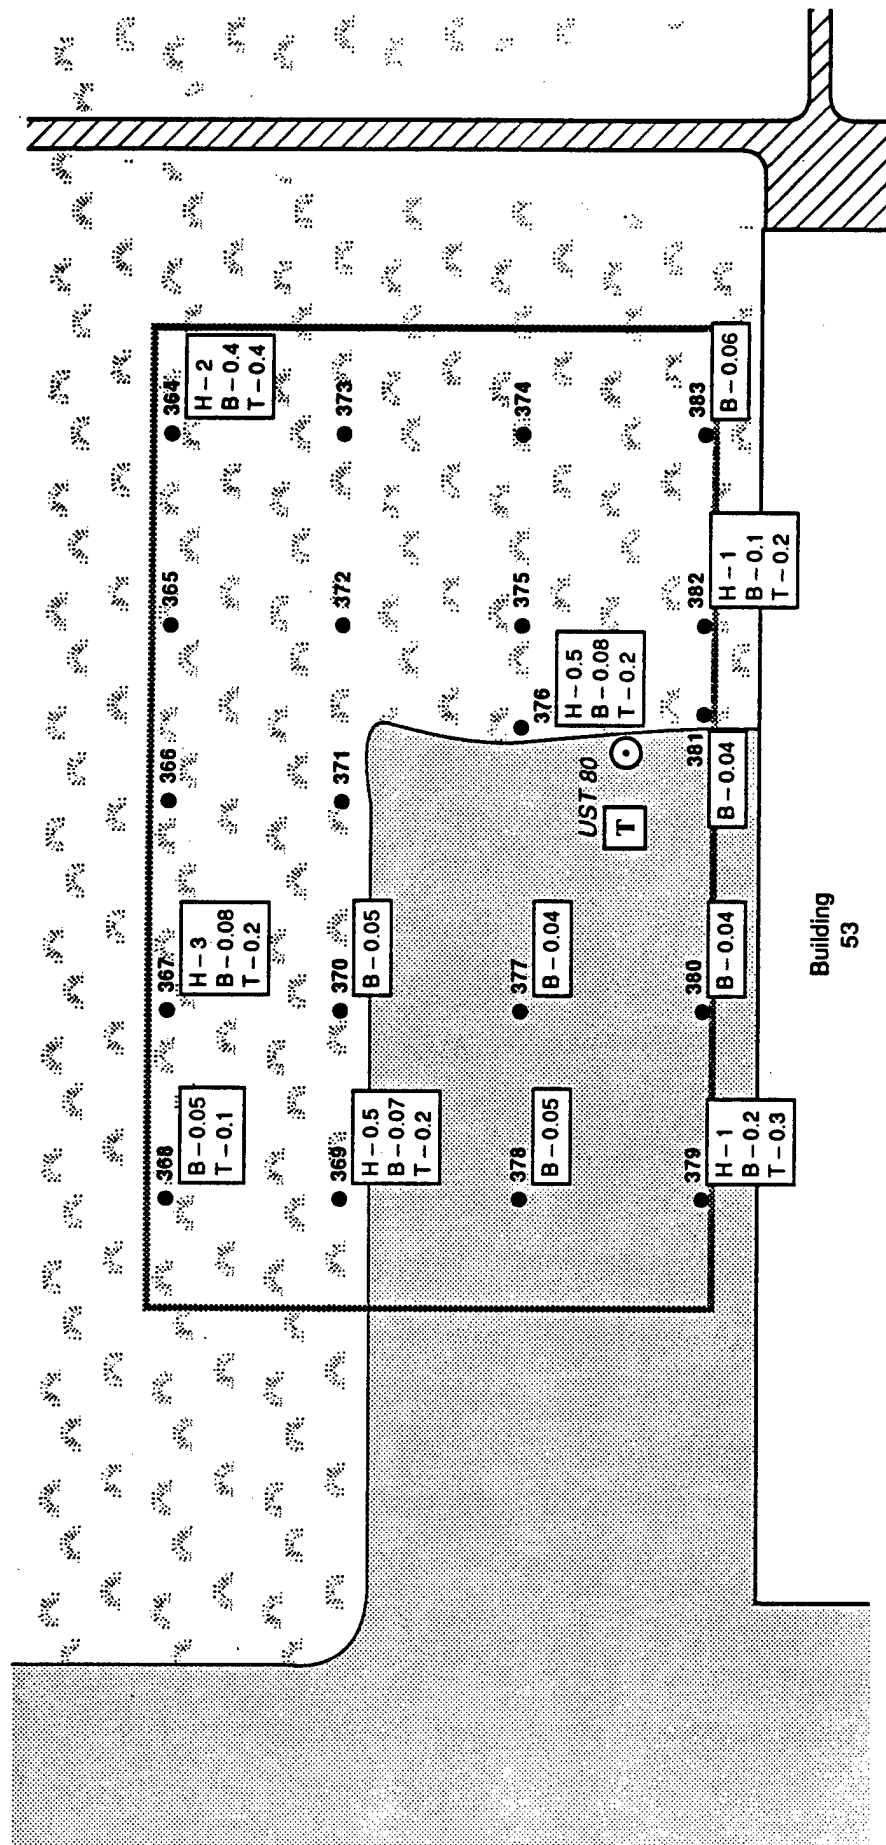 364
H-2
B-0.4
T-0.4
365
366
367
H-3
B-0.08
T-0.2
368
B-0.05
T-0.1
373
372
371
370
B-0.05
369
H-0.5
B-0.07
T-0.2
374
375
376
H-0.5
B-0.08
T-0.2
377
B-0.04
378
B-0.05
UST 80
T
383
B-0.06
382
H-1
B-0.1
T-0.2
381
B-0.04
380
B-0.04
379
H-1
B-0.2
T-0.3
Building
53